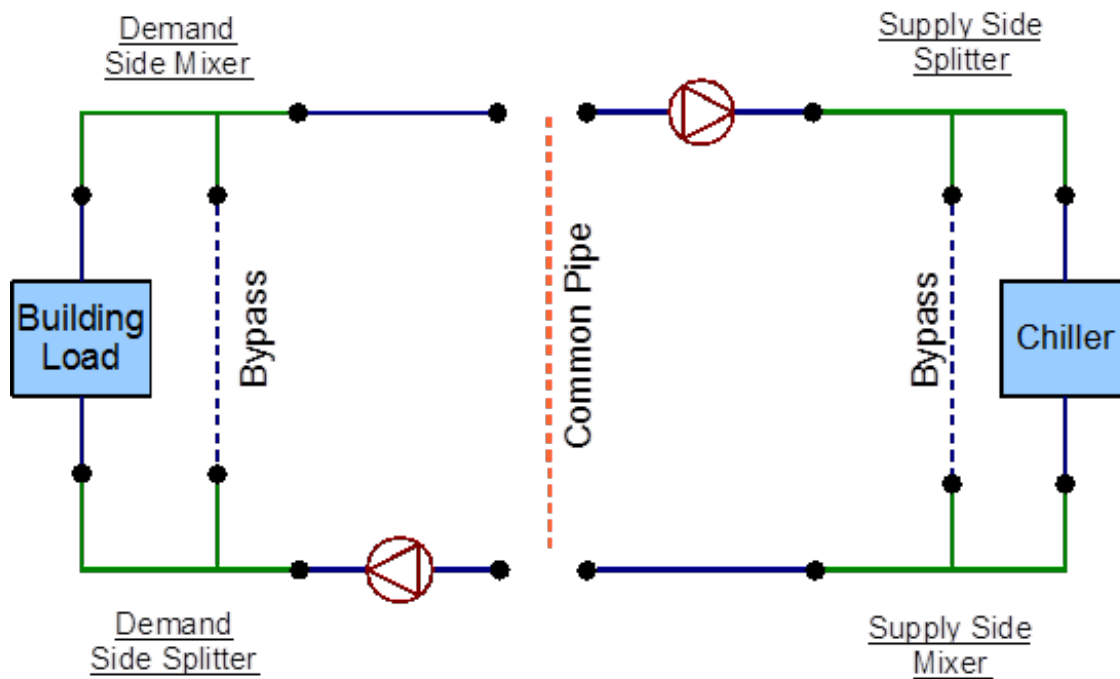 Demand
Side Mixer
Supply Side
Splitter
Building
Load
Bypass
Common Pipe
Bypass
Chiller
Demand
Side Splitter
Supply Side
Mixer